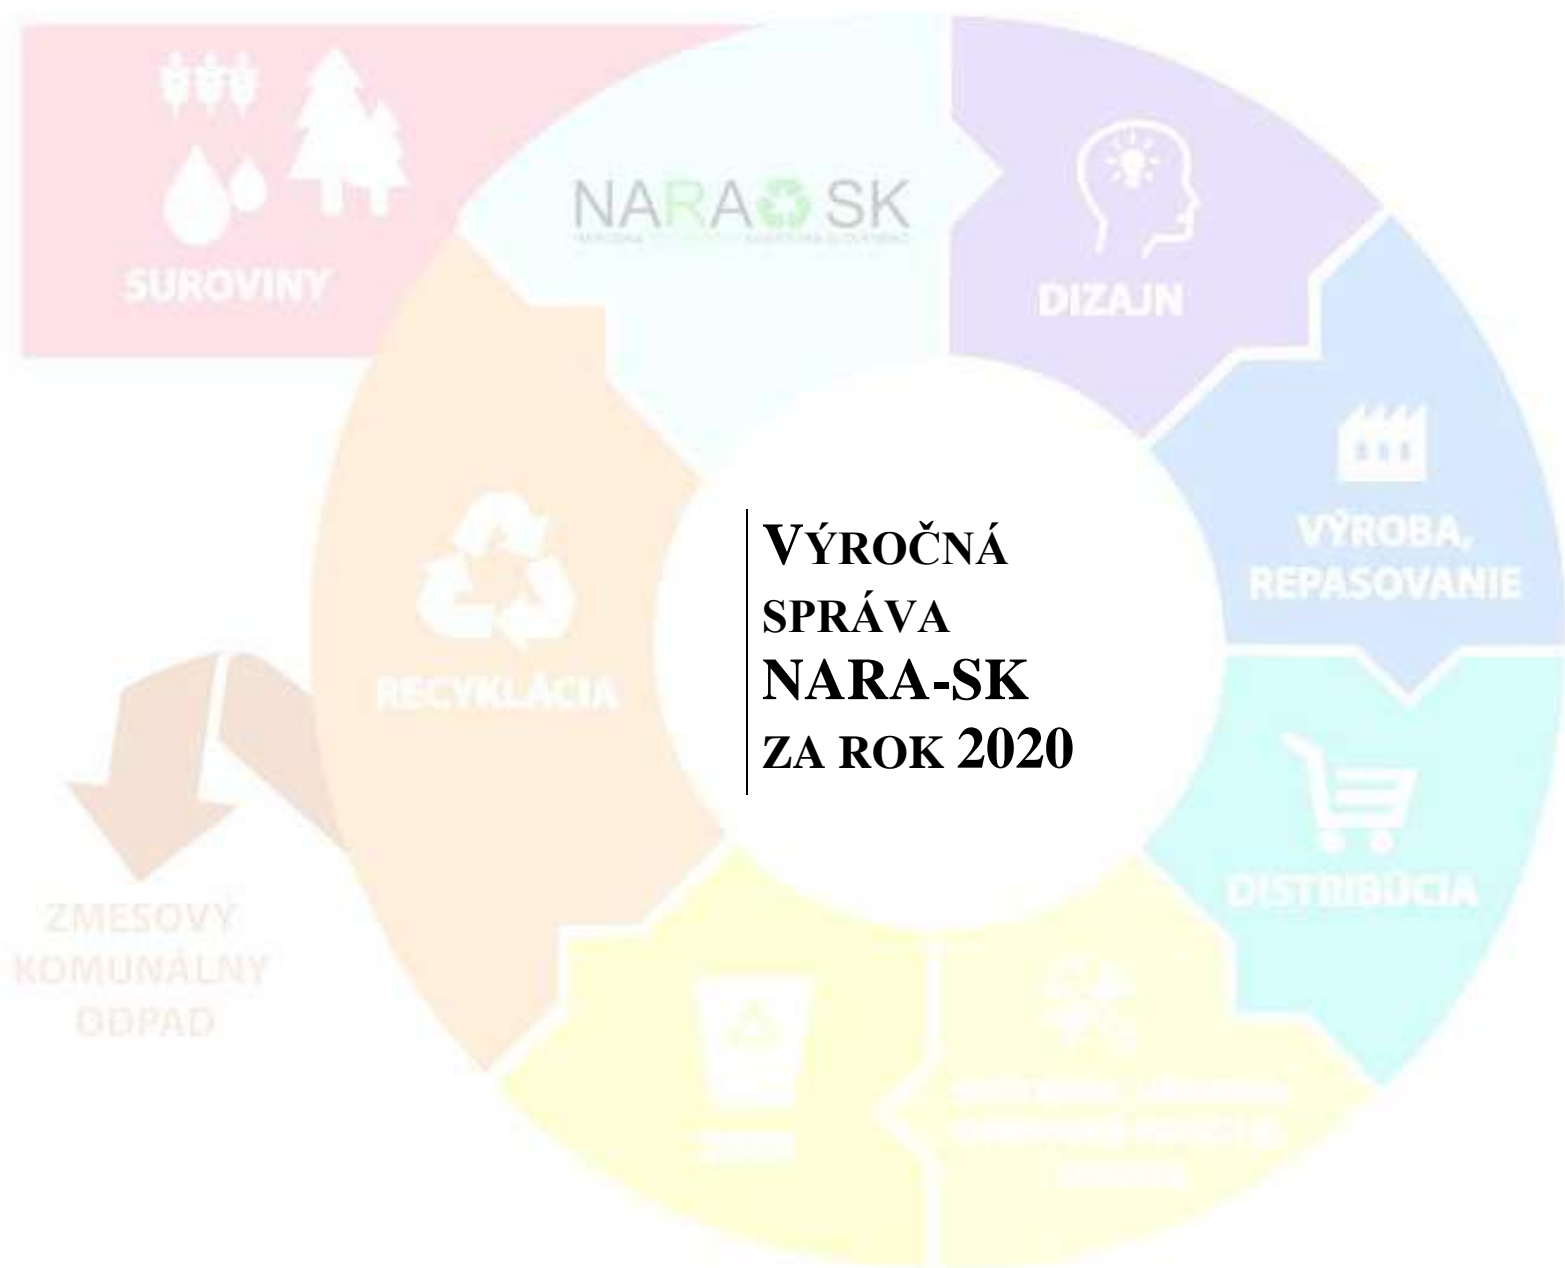 SUROVINY
NARA SK
DIZAJN
VÝROBA,
REPASOVANIE
VÝROČNÁ
SPRÁVA
NARA-SK
ZA ROK 2020
RECYKLÁCIA
DISTRIBÚCIA
ZMESOVÝ
KOMUNÁLNY
ODPAD